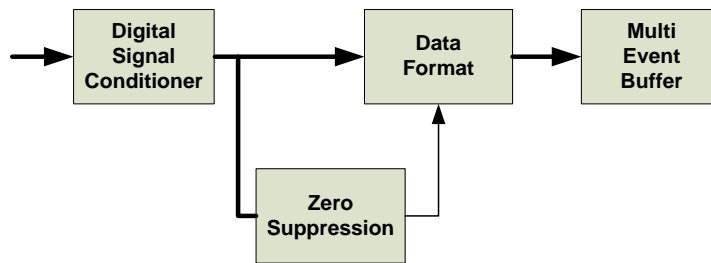 Digital
Signal
Conditioner
Data
Format
Multi
Event
Buffer
Zero
Suppression